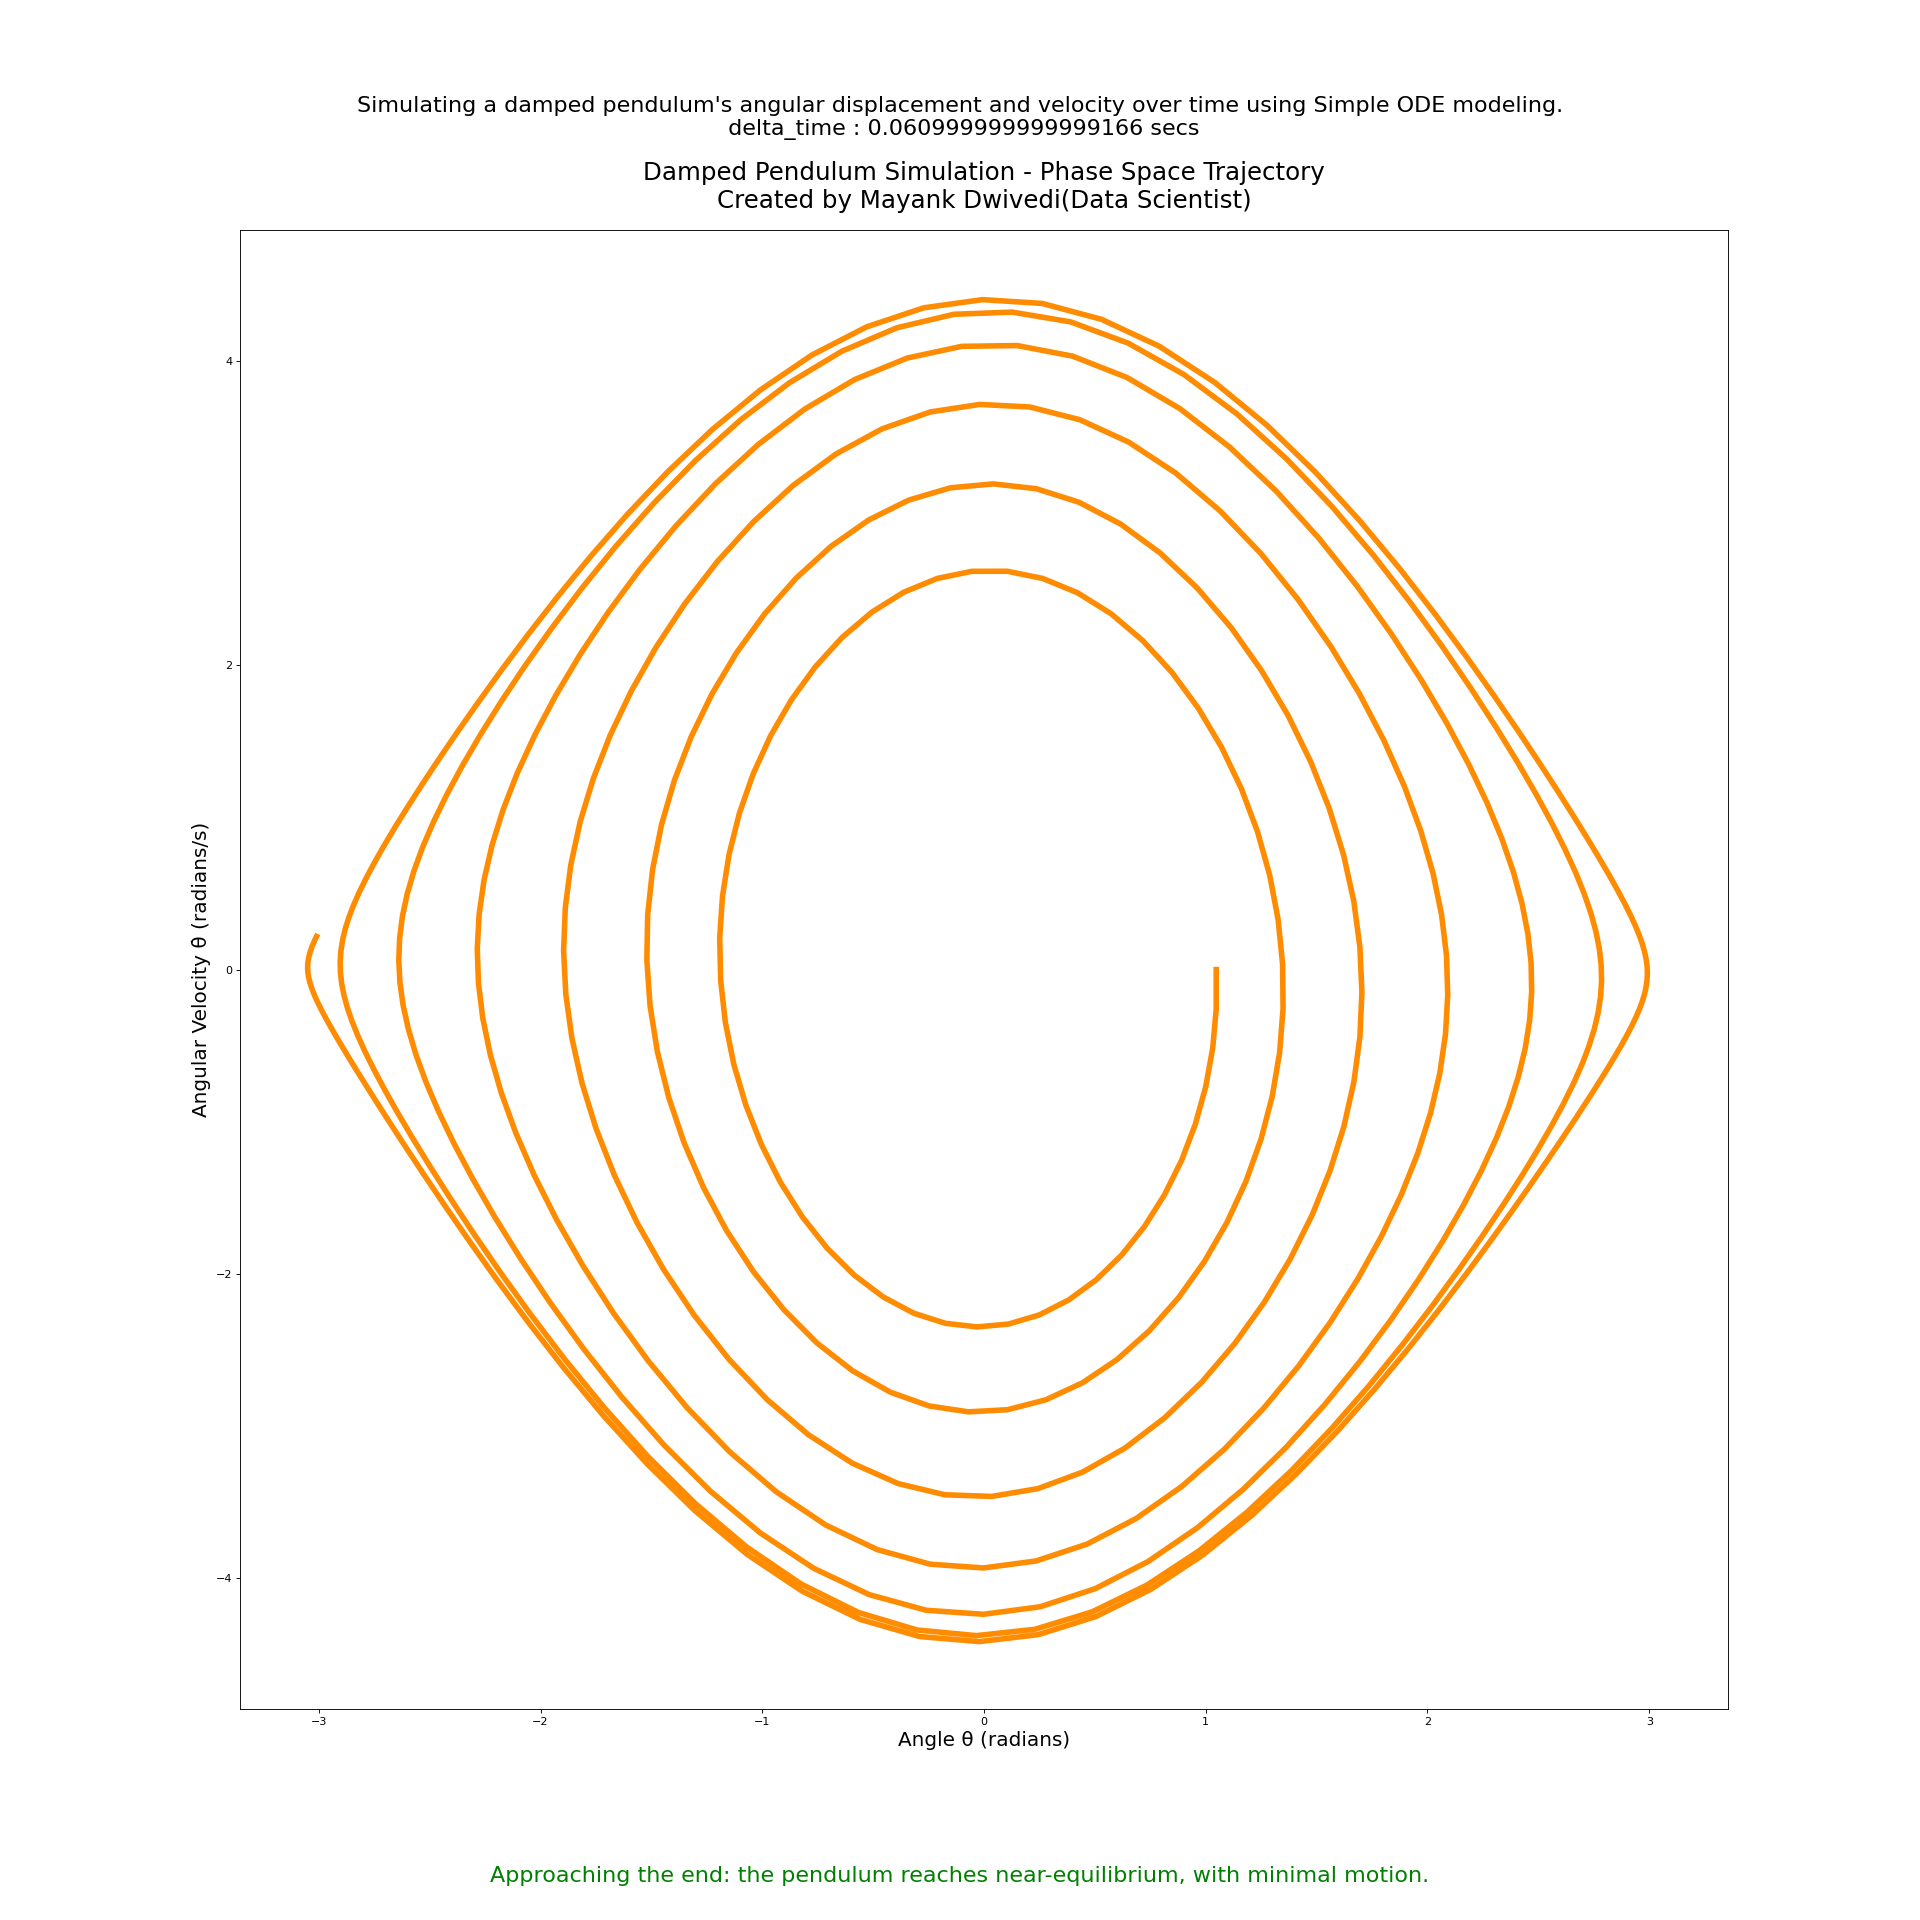 Simulating a damped pendulum's angular displacement and velocity over time using Simple ODE modeling.
delta_time : 0.060999999999999166 secs
Damped Pendulum Simulation - Phase Space Trajectory
Created by Mayank Dwivedi(Data Scientist)
Angular Velocity θ̇ (radians/s)
4
2
0
−2
−4
−3
−2
−1
0
1
2
3
Angle θ (radians)
Approaching the end: the pendulum reaches near-equilibrium, with minimal motion.